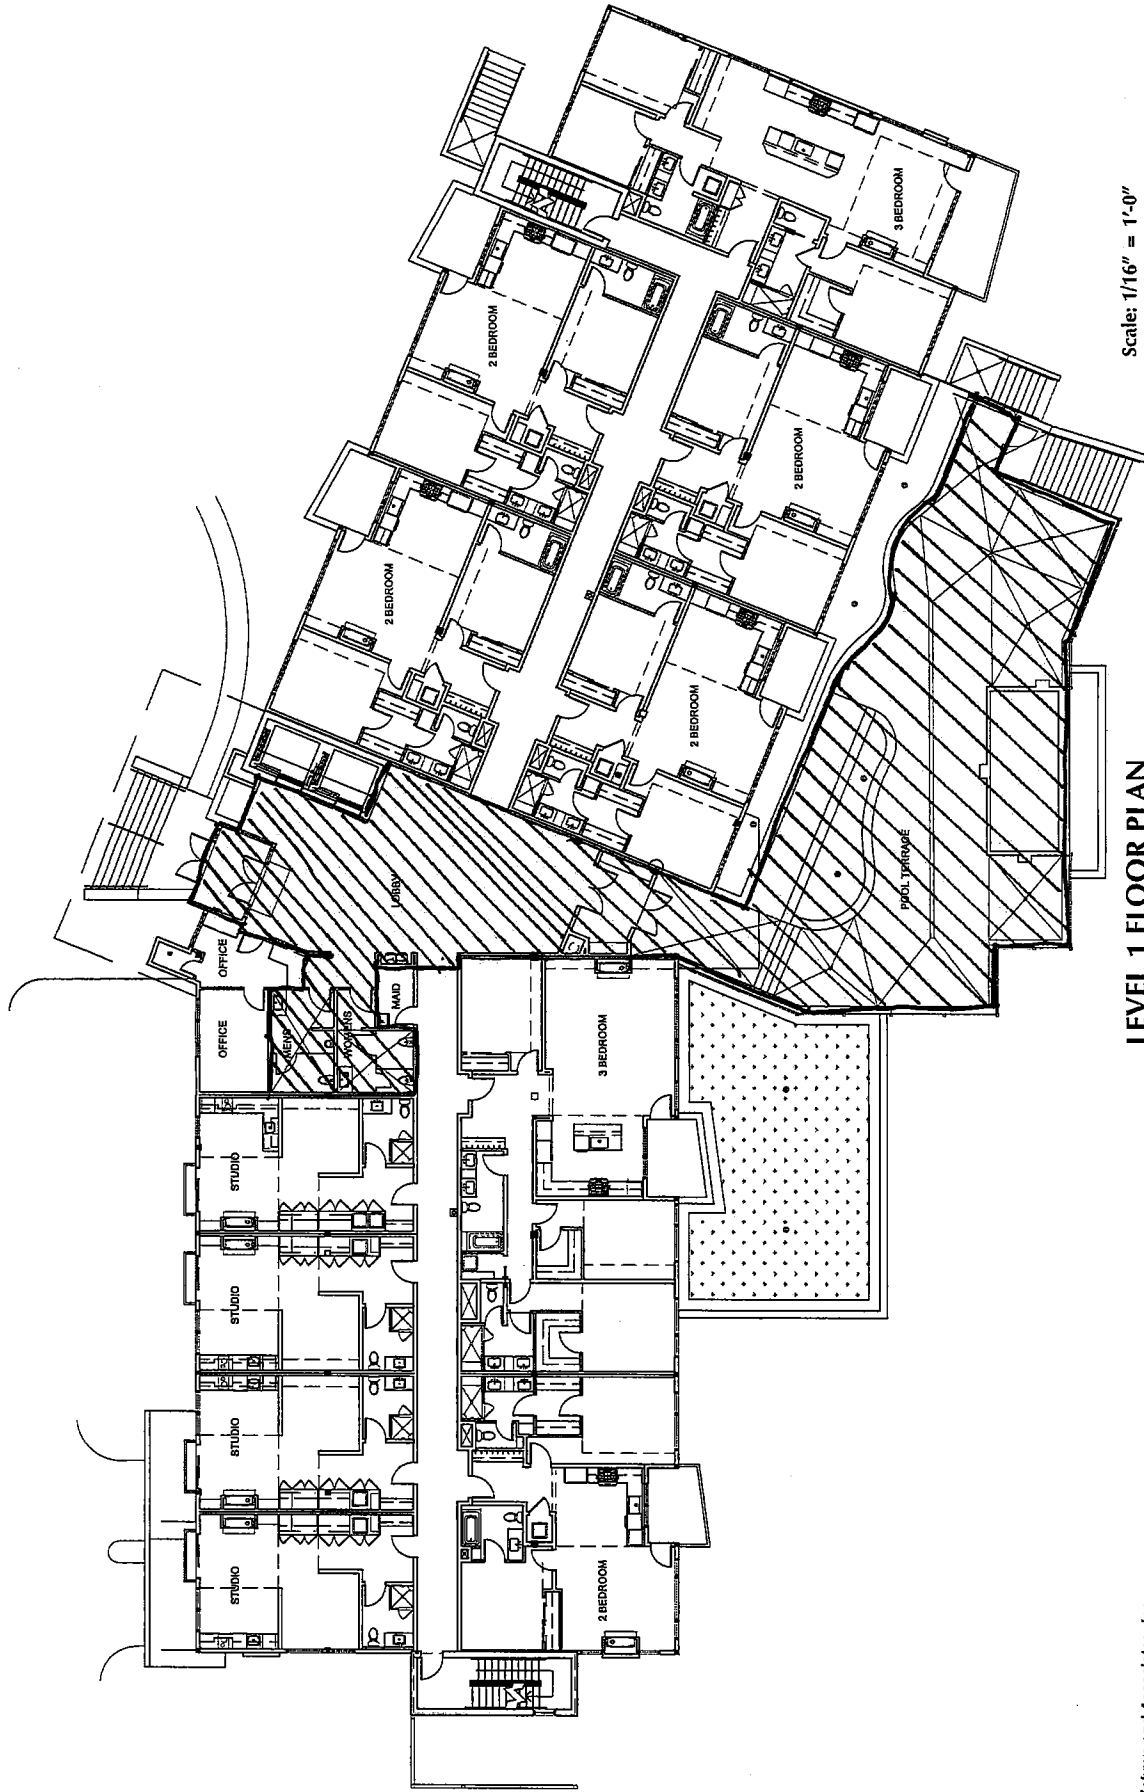 STUDIO
STUDIO
STUDIO
STUDIO
OFFICE
OFFICE
MENS
WOMENS
MAID
LOBBY
2 BEDROOM
3 BEDROOM
2 BEDROOM
2 BEDROOM
2 BEDROOM
2 BEDROOM
3 BEDROOM
POOL TERRACE
LEVEL 1 FLOOR PLAN
Scale: 1/16" = 1'-0"